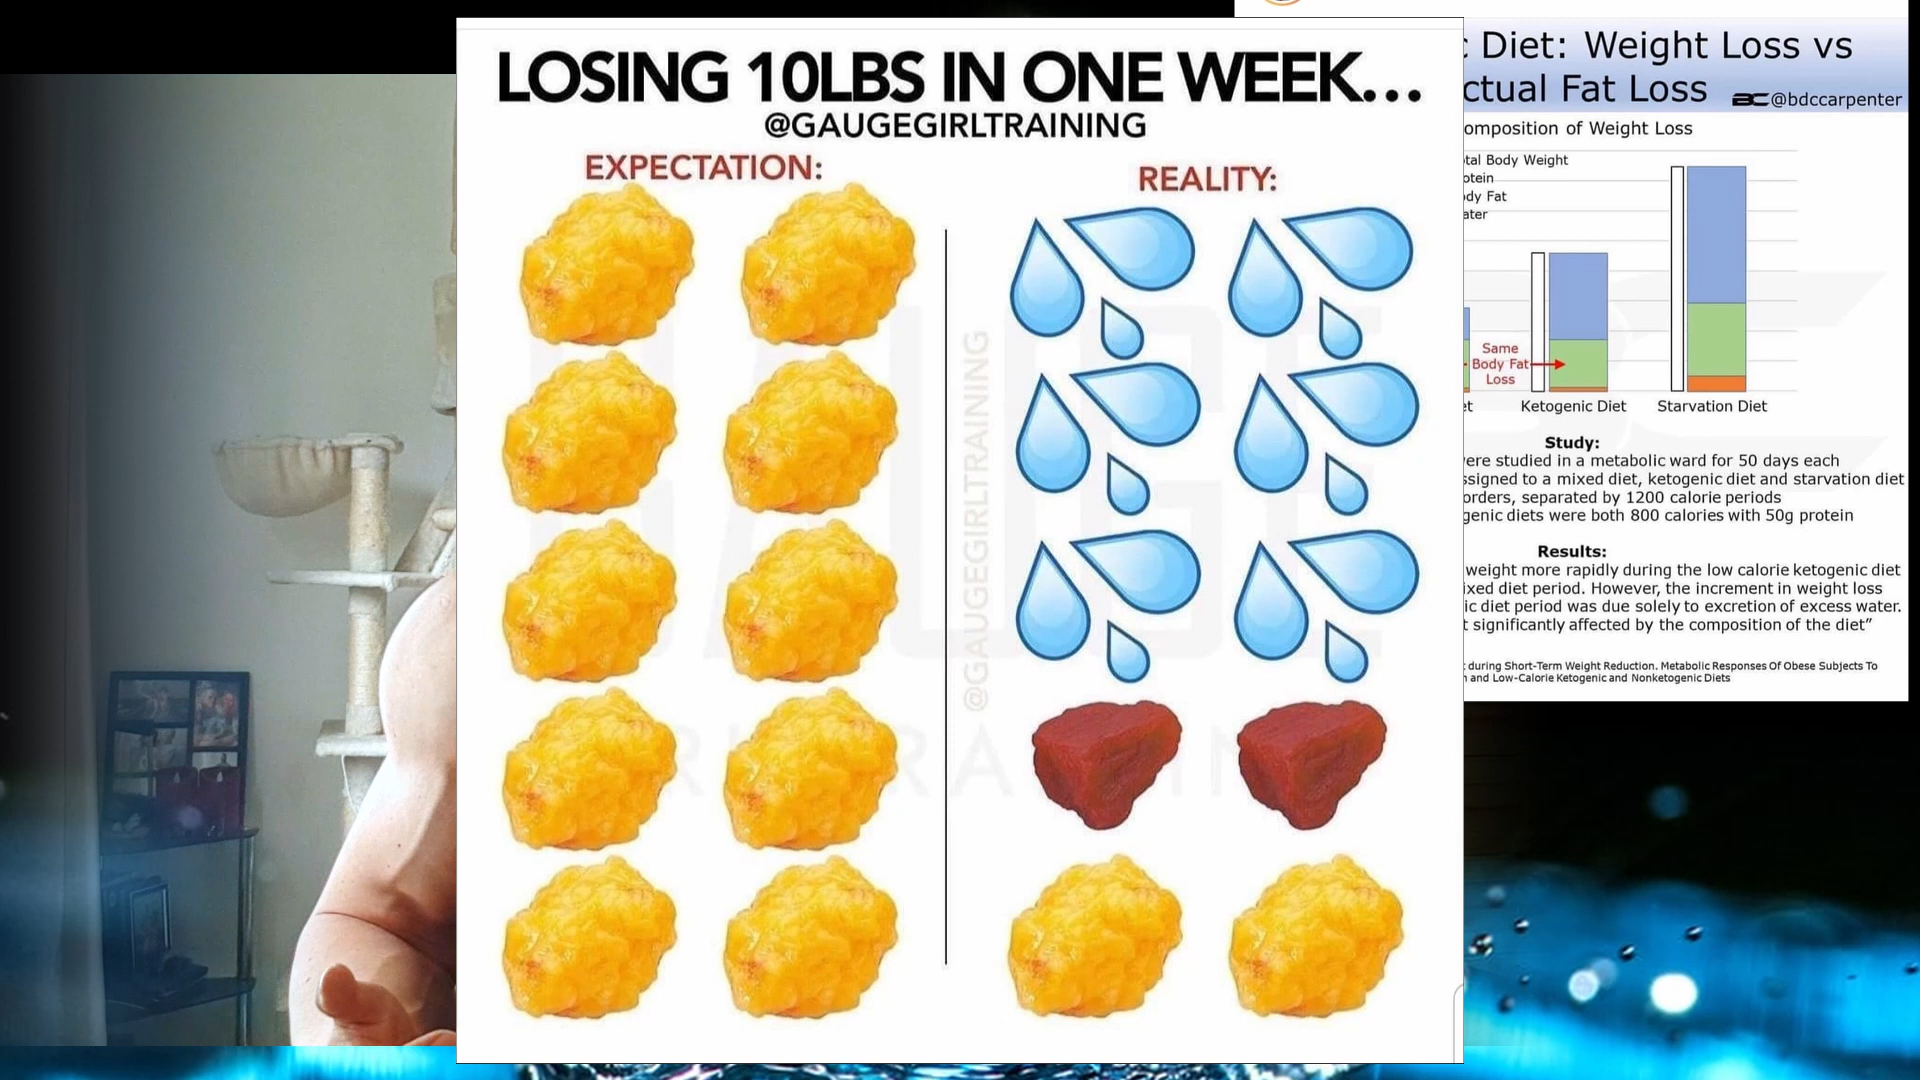 LOSING 10LBS IN ONE WEEK...
@GAUGEGIRLTRAINING
EXPECTATION:
REALITY:
@GAUGEGIRLTRAINING
Diet: Weight Loss vs
ctual Fat Loss
@bdccarpenter
omposition of Weight Loss
tal Body Weight
otein
dy Fat
ater
Same
Body Fat
Loss
et
Ketogenic Diet
Starvation Diet
Study:
ere studied in a metabolic ward for 50 days each
ssigned to a mixed diet, ketogenic diet and starvation diet
orders, separated by 1200 calorie periods
genic diets were both 800 calories with 50g protein
Results:
weight more rapidly during the low calorie ketogenic diet
ixed diet period. However, the increment in weight loss
ic diet period was due solely to excretion of excess water.
t significantly affected by the composition of the diet”
during Short-Term Weight Reduction. Metabolic Responses Of Obese Subjects To
and Low-Calorie Ketogenic and Nonketogenic Diets